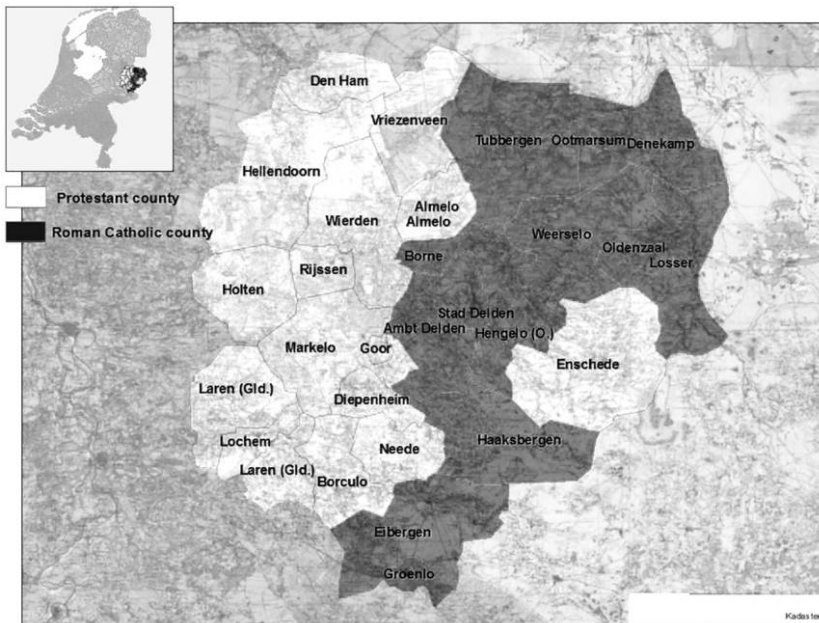 Den Ham
Vriezenveen
Tubbergen Ootmarsum Denekamp
Hellendoorn
Protestant county
Almelo
Wierden Almelo
Roman Catholic county
Weerselo
Oldenzaal
Borne Losser
Rijssen
Holten
Stad Delden
Ambt Delden Hengelo (O.)
Markelo Goor
Enschede
Laren (Gld.)
Diepenheim
Lochem Haaksbergen
Neede
Laren (Gld.)
Borculo
Eibergen
Groenlo